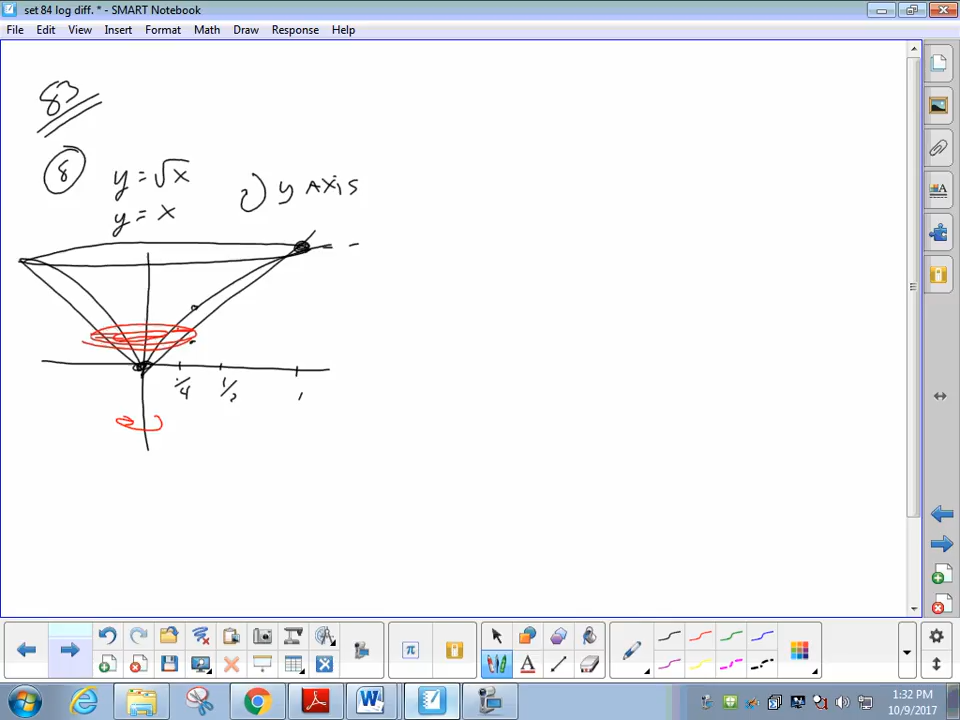 set 84 log diff. * - SMART Notebook
File Edit View Insert Format Math Draw Response Help
83
8 y = √x
y = x
2) y AXIS
1/4 1/2 1
1:32 PM
10/9/2017